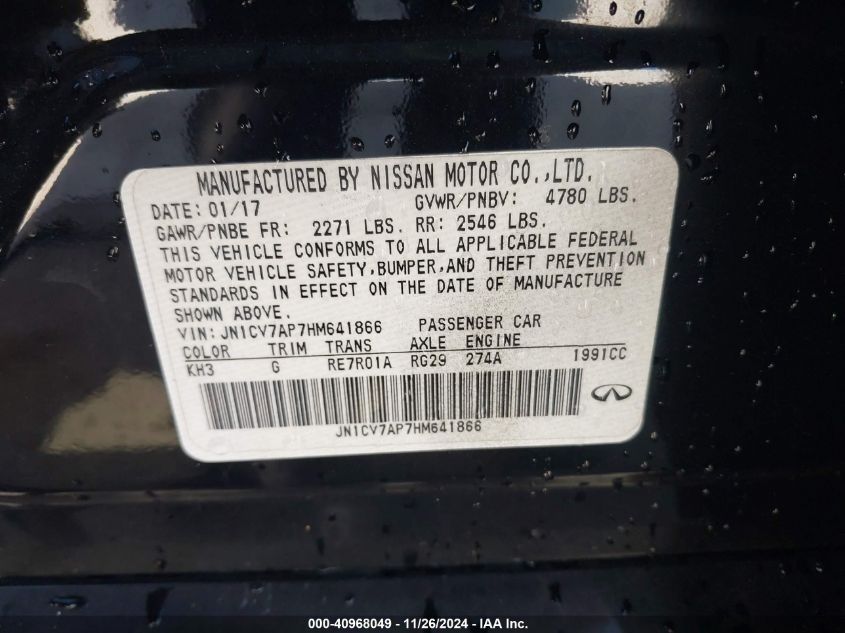 MANUFACTURED BY NISSAN MOTOR CO.,LTD.
DATE: 01/17 GVWR/PNBV: 4780 LBS.
GAWR/PNBE FR: 2271 LBS. RR: 2546 LBS.
THIS VEHICLE CONFORMS TO ALL APPLICABLE FEDERAL
MOTOR VEHICLE SAFETY,BUMPER,AND THEFT PREVENTION
STANDARDS IN EFFECT ON THE DATE OF MANUFACTURE
SHOWN ABOVE.
VIN: JN1CV7AP7HM641866 PASSENGER CAR
COLOR TRIM TRANS AXLE ENGINE
KH3 G RE7R01A RG29 274A 1991CC
JN1CV7AP7HM641866
000-40968049 - 11/26/2024 - IAA Inc.